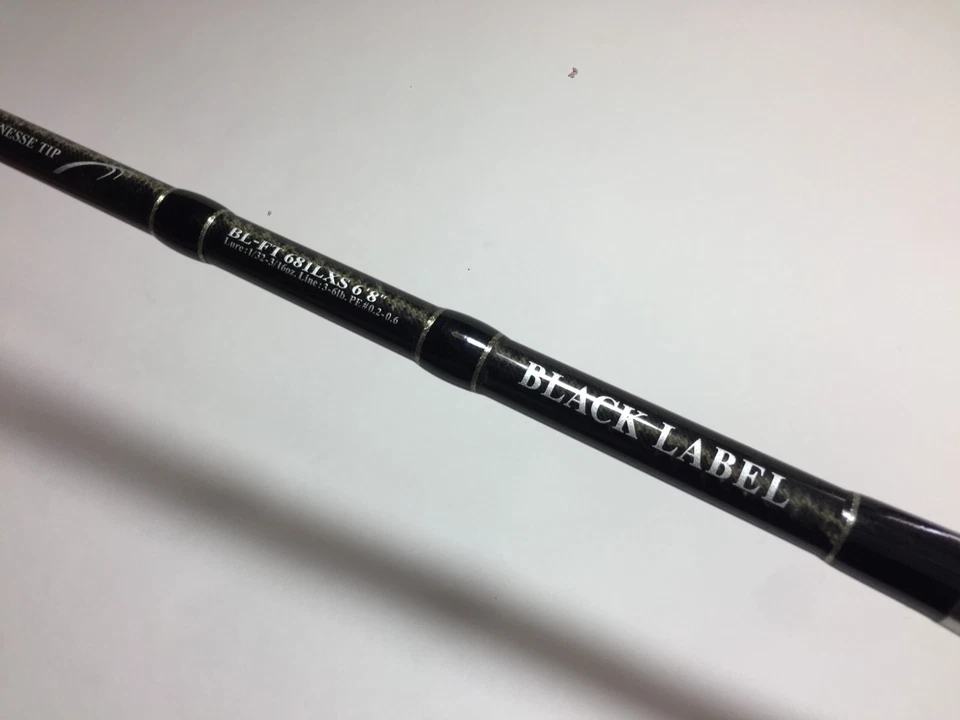 NESSE TIP
BL-FT 681LXS 6'8"
Lure:1/32-3/16oz. Line:3-6lb. PE#0.2-0.6
BLACK LABEL